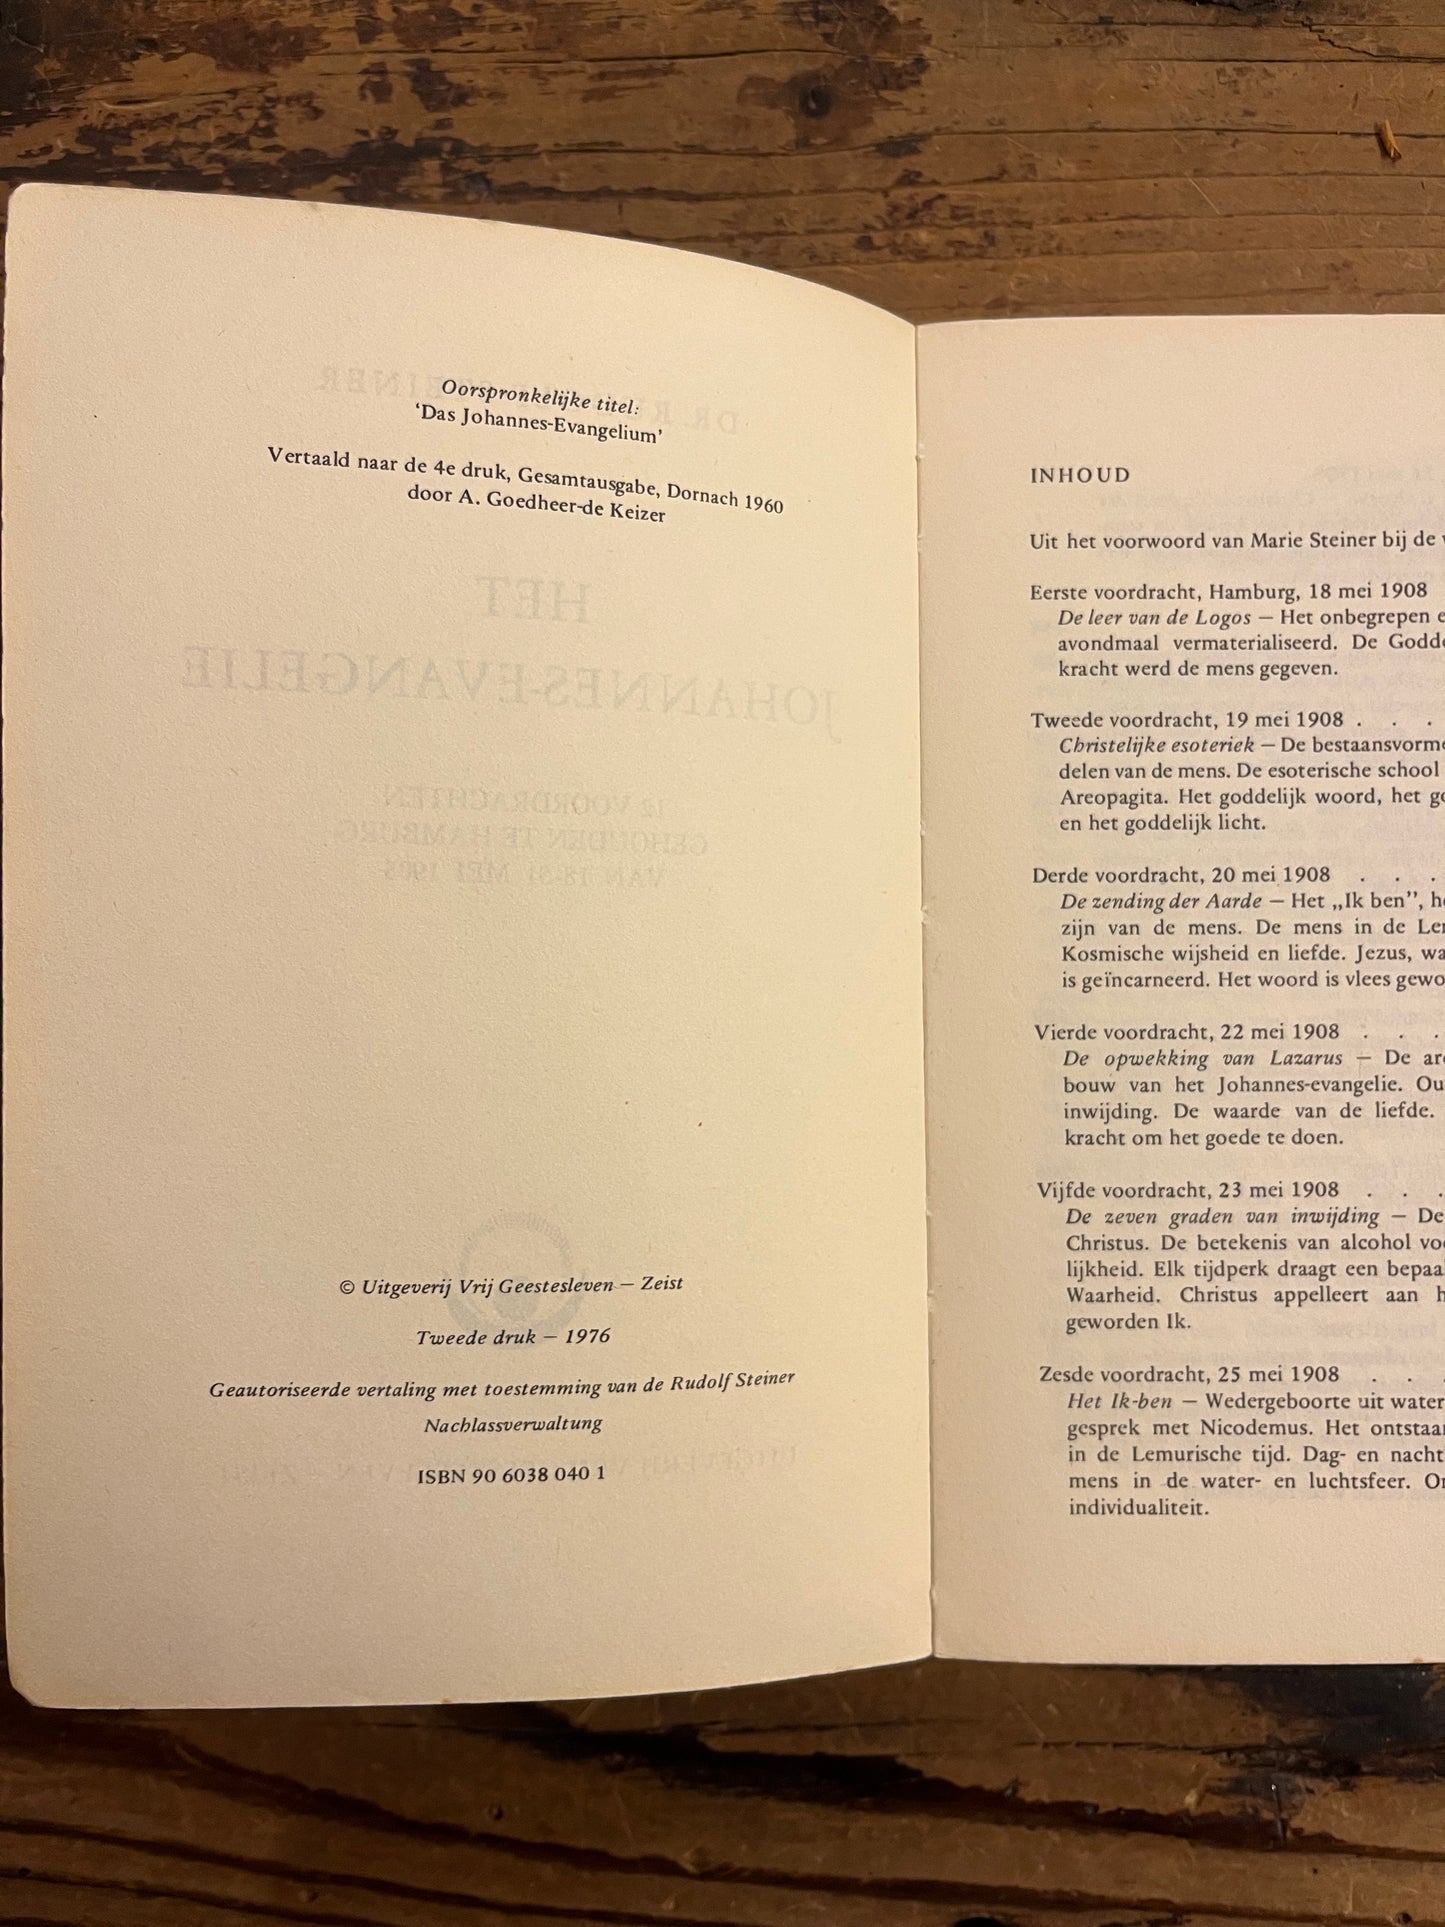 Oorspronkelijke titel:
‘Das Johannes-Evangelium’
Vertaald naar de 4e druk, Gesamtausgabe, Dornach 1960
door A. Goedheer-de Keizer
© Uitgeverij Vrij Geestesleven — Zeist
Tweede druk — 1976
Geautoriseerde vertaling met toestemming van de Rudolf Steiner
Nachlassverwaltung
ISBN 90 6038 040 1
INHOUD
Uit het voorwoord van Marie Steiner bij de
Eerste voordracht, Hamburg, 18 mei 1908
De leer van de Logos — Het onbegrepen
avondmaal vermaterialiseerd. De
kracht werd de mens gegeven.
Tweede voordracht, 19 mei 1908 . . .
Christelijke esoteriek — De
delen van de mens. De esoterische school
Areopagita. Het goddelijk woord, het
en het goddelijk licht.
Derde voordracht, 20 mei 1908 . . .
De zending der Aarde — Het „Ik ben”,
zijn van de mens. De mens in de
Kosmische wijsheid en liefde. Jezus,
is geïncarneerd. Het woord is vlees
Vierde voordracht, 22 mei 1908 . . .
De opwekking van Lazarus — De
bouw van het Johannes-evangelie.
inwijding. De waarde van de liefde.
kracht om het goede te doen.
Vijfde voordracht, 23 mei 1908 . . .
De zeven graden van inwijding — De
Christus. De betekenis van alcohol
lijkheid. Elk tijdperk draagt een
Waarheid. Christus appelleert aan
geworden Ik.
Zesde voordracht, 25 mei 1908 . . .
Het Ik-ben — Wedergeboorte uit water
gesprek met Nicodemus. Het
in de Lemurische tijd. Dag- en
mens in de water- en luchtsfeer.
individualiteit.